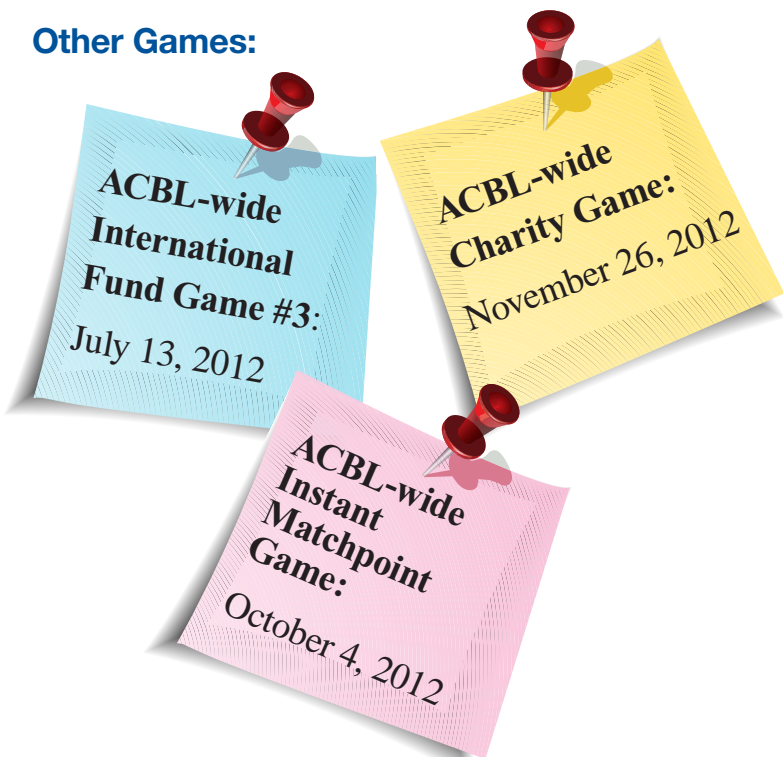 Other Games:
ACBL-wide
International
Fund Game #3:
July 13, 2012
ACBL-wide
Charity Game:
November 26, 2012
ACBL-wide
Instant
Matchpoint
Game:
October 4, 2012